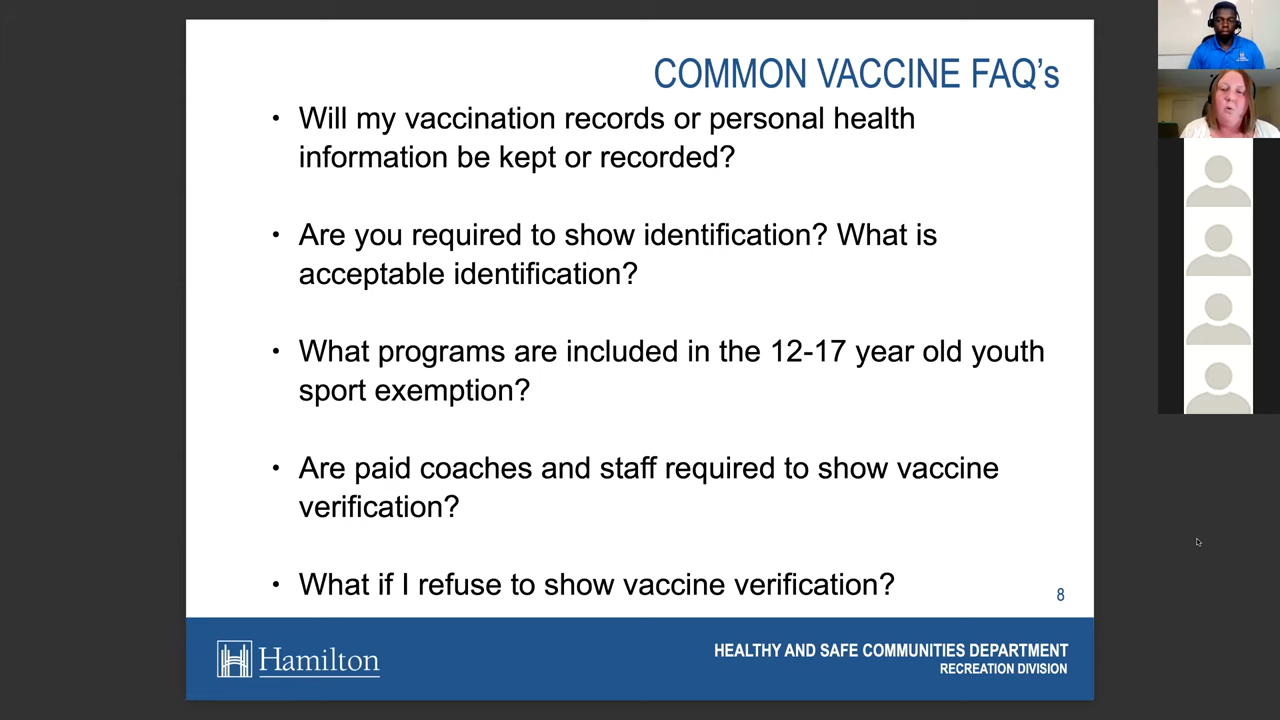 COMMON VACCINE FAQ's
• Will my vaccination records or personal health
information be kept or recorded?
• Are you required to show identification? What is
acceptable identification?
• What programs are included in the 12-17 year old youth
sport exemption?
• Are paid coaches and staff required to show vaccine
verification?
• What if I refuse to show vaccine verification?
8
Hamilton
HEALTHY AND SAFE COMMUNITIES DEPARTMENT
RECREATION DIVISION